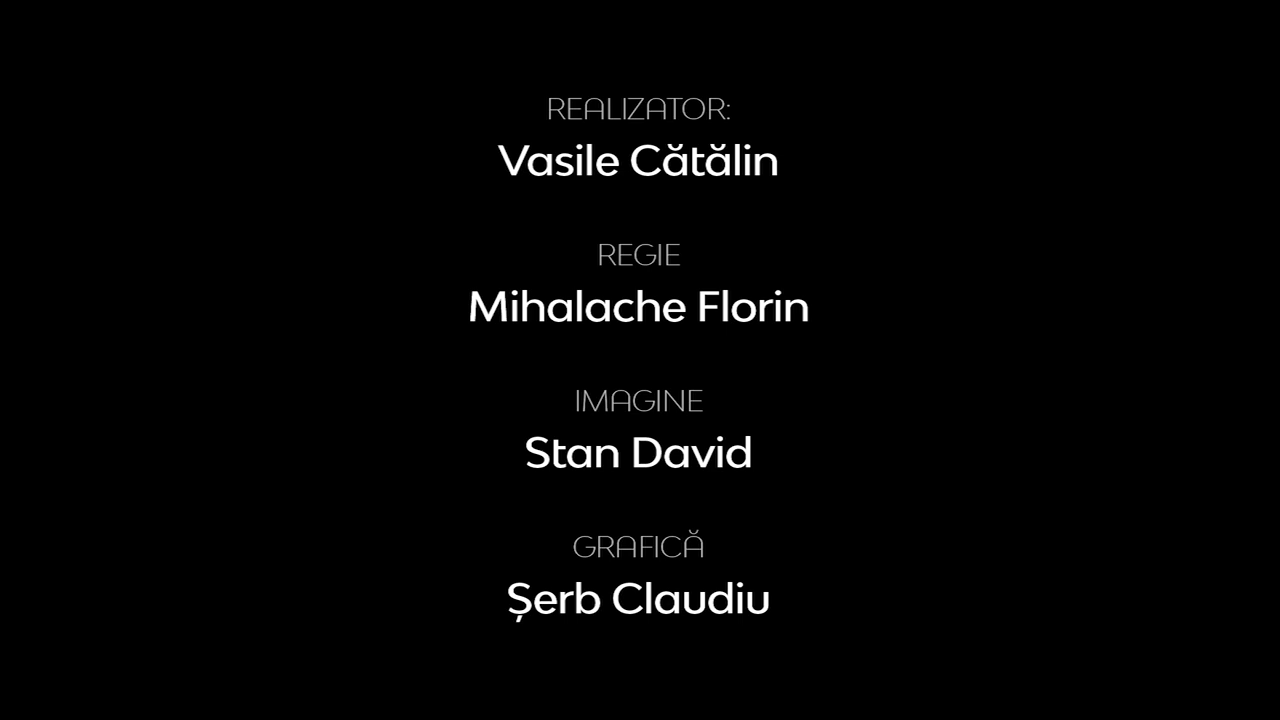 REALIZATOR:
Vasile Cătălin
REGIE
Mihalache Florin
IMAGINE
Stan David
GRAFICĂ
Șerb Claudiu